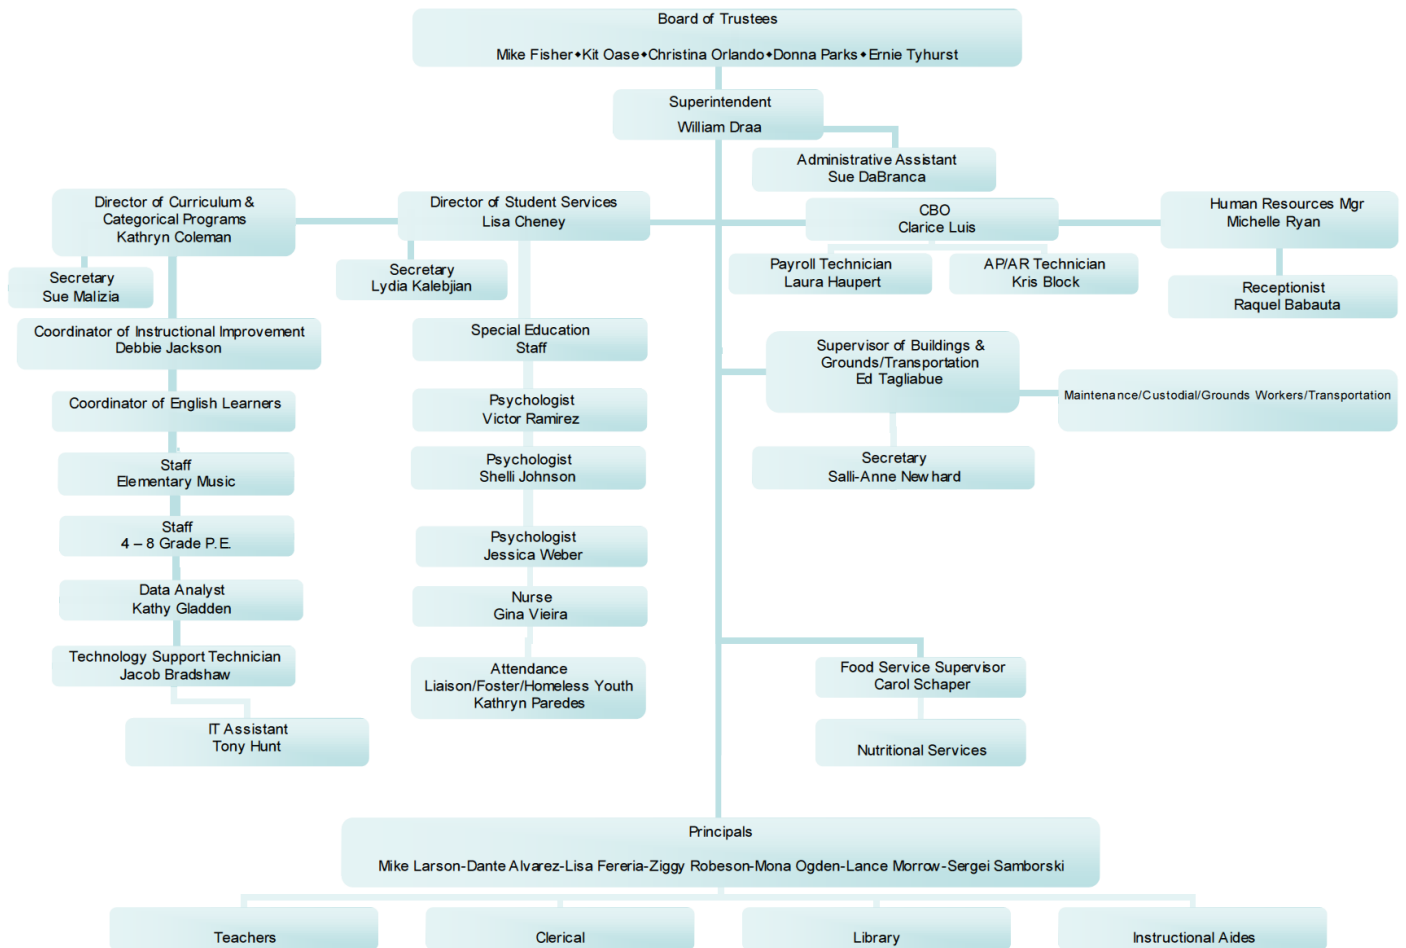 Board of Trustees
Mike Fisher◆Kit Oase◆Christina Orlando◆Donna Parks◆Ernie Tyhurst
Superintendent
William Draa
Administrative Assistant
Sue DaBranca
Director of Curriculum &
Categorical Programs
Kathryn Coleman
Director of Student Services
Lisa Cheney
CBO
Clarice Luis
Human Resources Mgr
Michelle Ryan
Secretary
Sue Malizia
Secretary
Lydia Kalebjian
Payroll Technician
Laura Haupert
AP/AR Technician
Kris Block
Receptionist
Raquel Babauta
Coordinator of Instructional Improvement
Debbie Jackson
Special Education
Staff
Supervisor of Buildings &
Grounds/Transportation
Ed Tagliabue
Maintenance/Custodial/Grounds Workers/Transportation
Coordinator of English Learners
Psychologist
Victor Ramirez
Staff
Elementary Music
Psychologist
Shelli Johnson
Secretary
Salli-Anne Newhard
Staff
4 – 8 Grade P.E.
Psychologist
Jessica Weber
Data Analyst
Kathy Gladden
Nurse
Gina Vieira
Technology Support Technician
Jacob Bradshaw
Attendance
Liaison/Foster/Homeless Youth
Kathryn Paredes
Food Service Supervisor
Carol Schaper
IT Assistant
Tony Hunt
Nutritional Services
Principals
Mike Larson-Dante Alvarez-Lisa Fereria-Ziggy Robeson-Mona Ogden-Lance Morrow-Sergei Samborski
Teachers
Clerical
Library
Instructional Aides